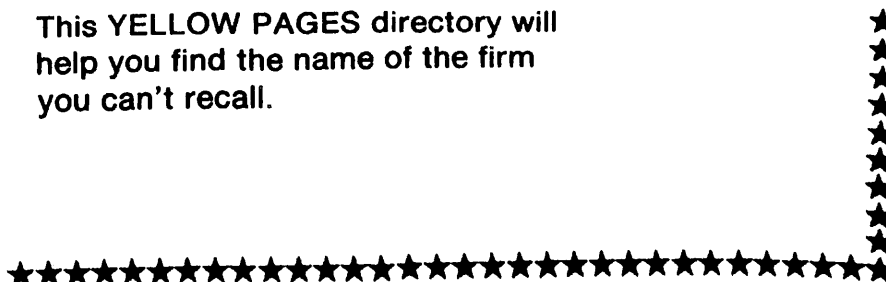 This YELLOW PAGES directory will
help you find the name of the firm
you can't recall.